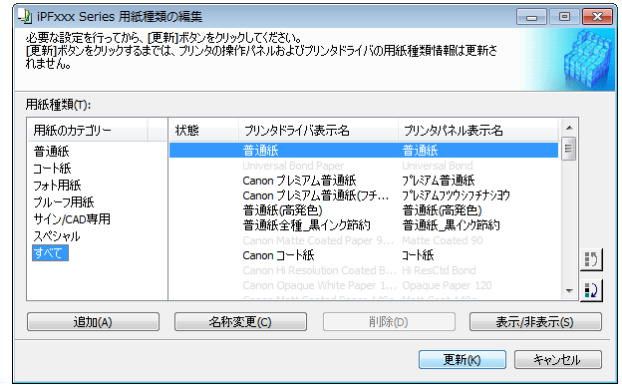 iPFxxx Series 用紙種類の編集
必要な設定を行ってから、[更新]ボタンをクリックしてください。
[更新]ボタンをクリックするまでは、プリンタの操作パネルおよびプリンタドライバの用紙種類情報は更新さ
れません。
用紙種類(T):
用紙のカテゴリー 状態 プリンタドライバ表示名 プリンタパネル表示名
普通紙
コート紙
フォト用紙
プルーフ用紙
サイン/CAD専用
スペシャル
すべて
普通紙 普通紙
Universal Bond Paper Universal Bond
Canon プレミアム普通紙 プレミアム普通紙
Canon プレミアム普通紙(フチ... プレミアムフツウシフチナシヨウ
普通紙(高発色) 普通紙(高発色)
普通紙全種_黒インク節約 普通紙_黒インク節約
Canon Matte Coated Paper 9... Matte Coated 90
Canon コート紙 コート紙
Canon Hi Resolution Coated B... Hi ResCtd Bond
Canon Opaque White Paper 1... Opaque Paper 120
追加(A) 名称変更(C) 削除(D) 表示/非表示(S)
更新(K) キャンセル